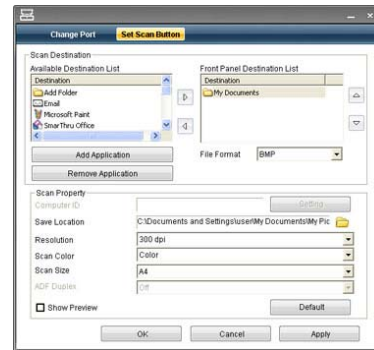 Change Port Set Scan Button
Scan Destination
Available Destination List Front Panel Destination List
Destination Destination
Add Folder My Documents
Email
Microsoft Paint
SmarThru Office
Add Application File Format BMP
Remove Application
Scan Property
Computer ID Setting
Save Location C:\Documents and Settings\user\My Documents\My Pic
Resolution 300 dpi
Scan Color Color
Scan Size A4
ADF Duplex Off
Show Preview Default
OK Cancel Apply